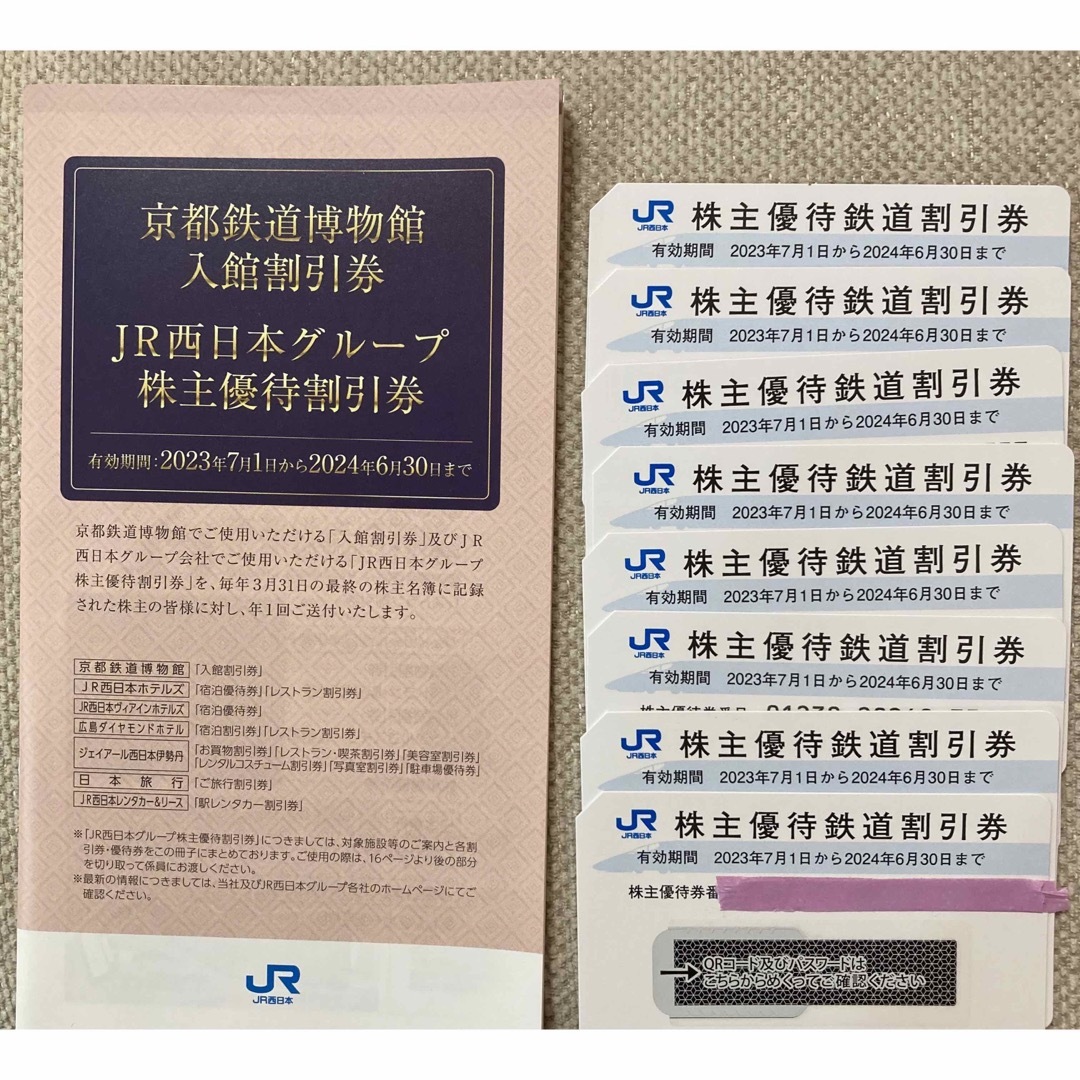 京都鉄道博物館
入館割引券
JR西日本グループ
株主優待割引券
有効期間:2023年7月1日から2024年6月30日まで
京都鉄道博物館でご使用いただける「入館割引券」及びJR
西日本グループ会社でご使用いただける「JR西日本グループ
株主優待割引券」を、毎年3月31日の最終の株主名簿に記録
された株主の皆様に対し、年1回ご送付いたします。
京都鉄道博物館 「入館割引券」
JR西日本ホテルズ 「宿泊優待券」「レストラン割引券」
JR西日本ヴィアインホテルズ 「宿泊優待券」
広島ダイヤモンドホテル 「宿泊割引券」「レストラン割引券」
ジェイアール西日本伊勢丹 「お買物割引券」「レストラン・喫茶割引券」「美容室割引券」
「レンタルコスチューム割引券」「写真室割引券」「駐車場優待券」
日本旅行 「ご旅行割引券」
JR西日本レンタカー&リース 「駅レンタカー割引券」
※「JR西日本グループ株主優待割引券」につきましては、対象施設等のご案内と各割
引券・優待券をこの冊子にまとめております。ご使用の際は、16ページより後の部分
を切り取って係員にお渡しください。
※最新の情報につきましては、当社及びJR西日本グループ各社のホームページにてご
確認ください。
JR
JR西日本
JR
JR西日本 株主優待鉄道割引券
有効期間 2023年7月1日から2024年6月30日まで
JR
JR西日本 株主優待鉄道割引券
有効期間 2023年7月1日から2024年6月30日まで
JR
JR西日本 株主優待鉄道割引券
有効期間 2023年7月1日から2024年6月30日まで
JR
JR西日本 株主優待鉄道割引券
有効期間 2023年7月1日から2024年6月30日まで
JR
JR西日本 株主優待鉄道割引券
有効期間 2023年7月1日から2024年6月30日まで
JR
JR西日本 株主優待鉄道割引券
有効期間 2023年7月1日から2024年6月30日まで
株主優待券番号
JR
JR西日本 株主優待鉄道割引券
有効期間 2023年7月1日から2024年6月30日まで
JR
JR西日本 株主優待鉄道割引券
有効期間 2023年7月1日から2024年6月30日まで
株主優待券番
QRコード及びパスワードは
こちらからめくってご確認ください